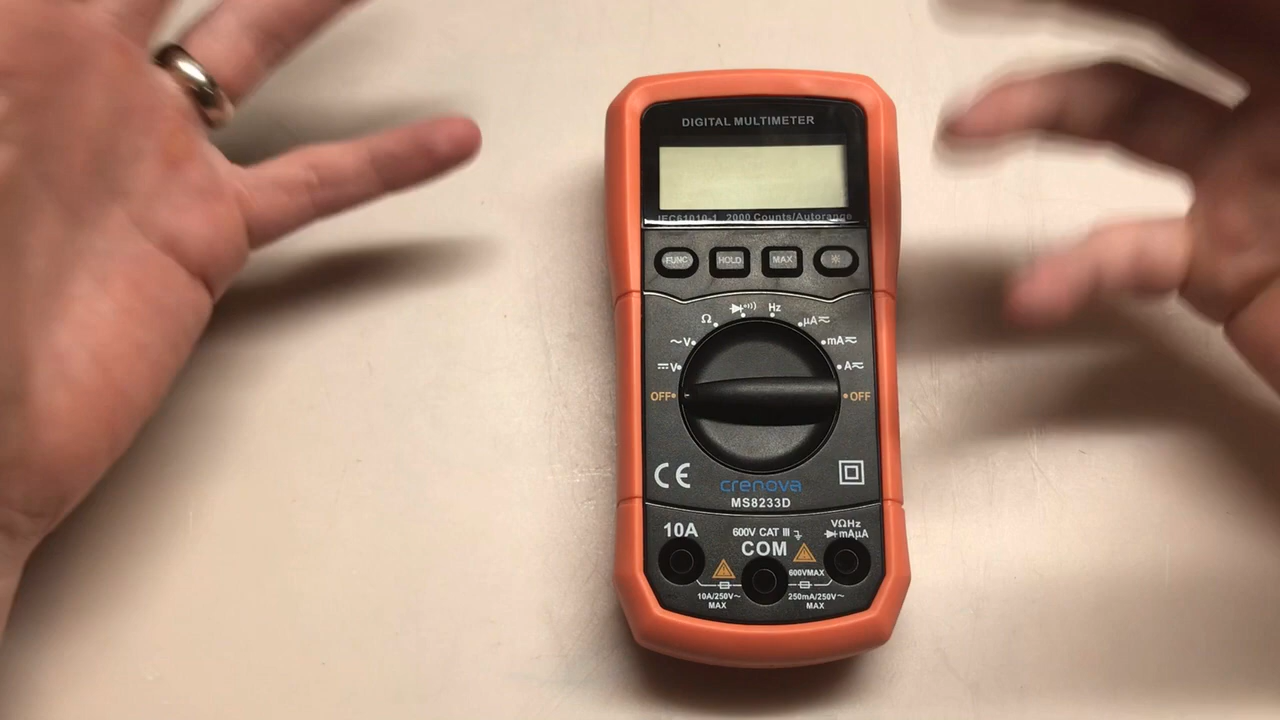 DIGITAL MULTIMETER
IEC61010-1 2000 Counts/Autorange
FUNC HOLD MAX
Hz
Ω µA
~V mA
V A
OFF OFF
CE
crenova
MS8233D
10A 600V CAT III VΩHz
COM mAµA
600VMAX
10A/250V~ 250mA/250V~
MAX MAX